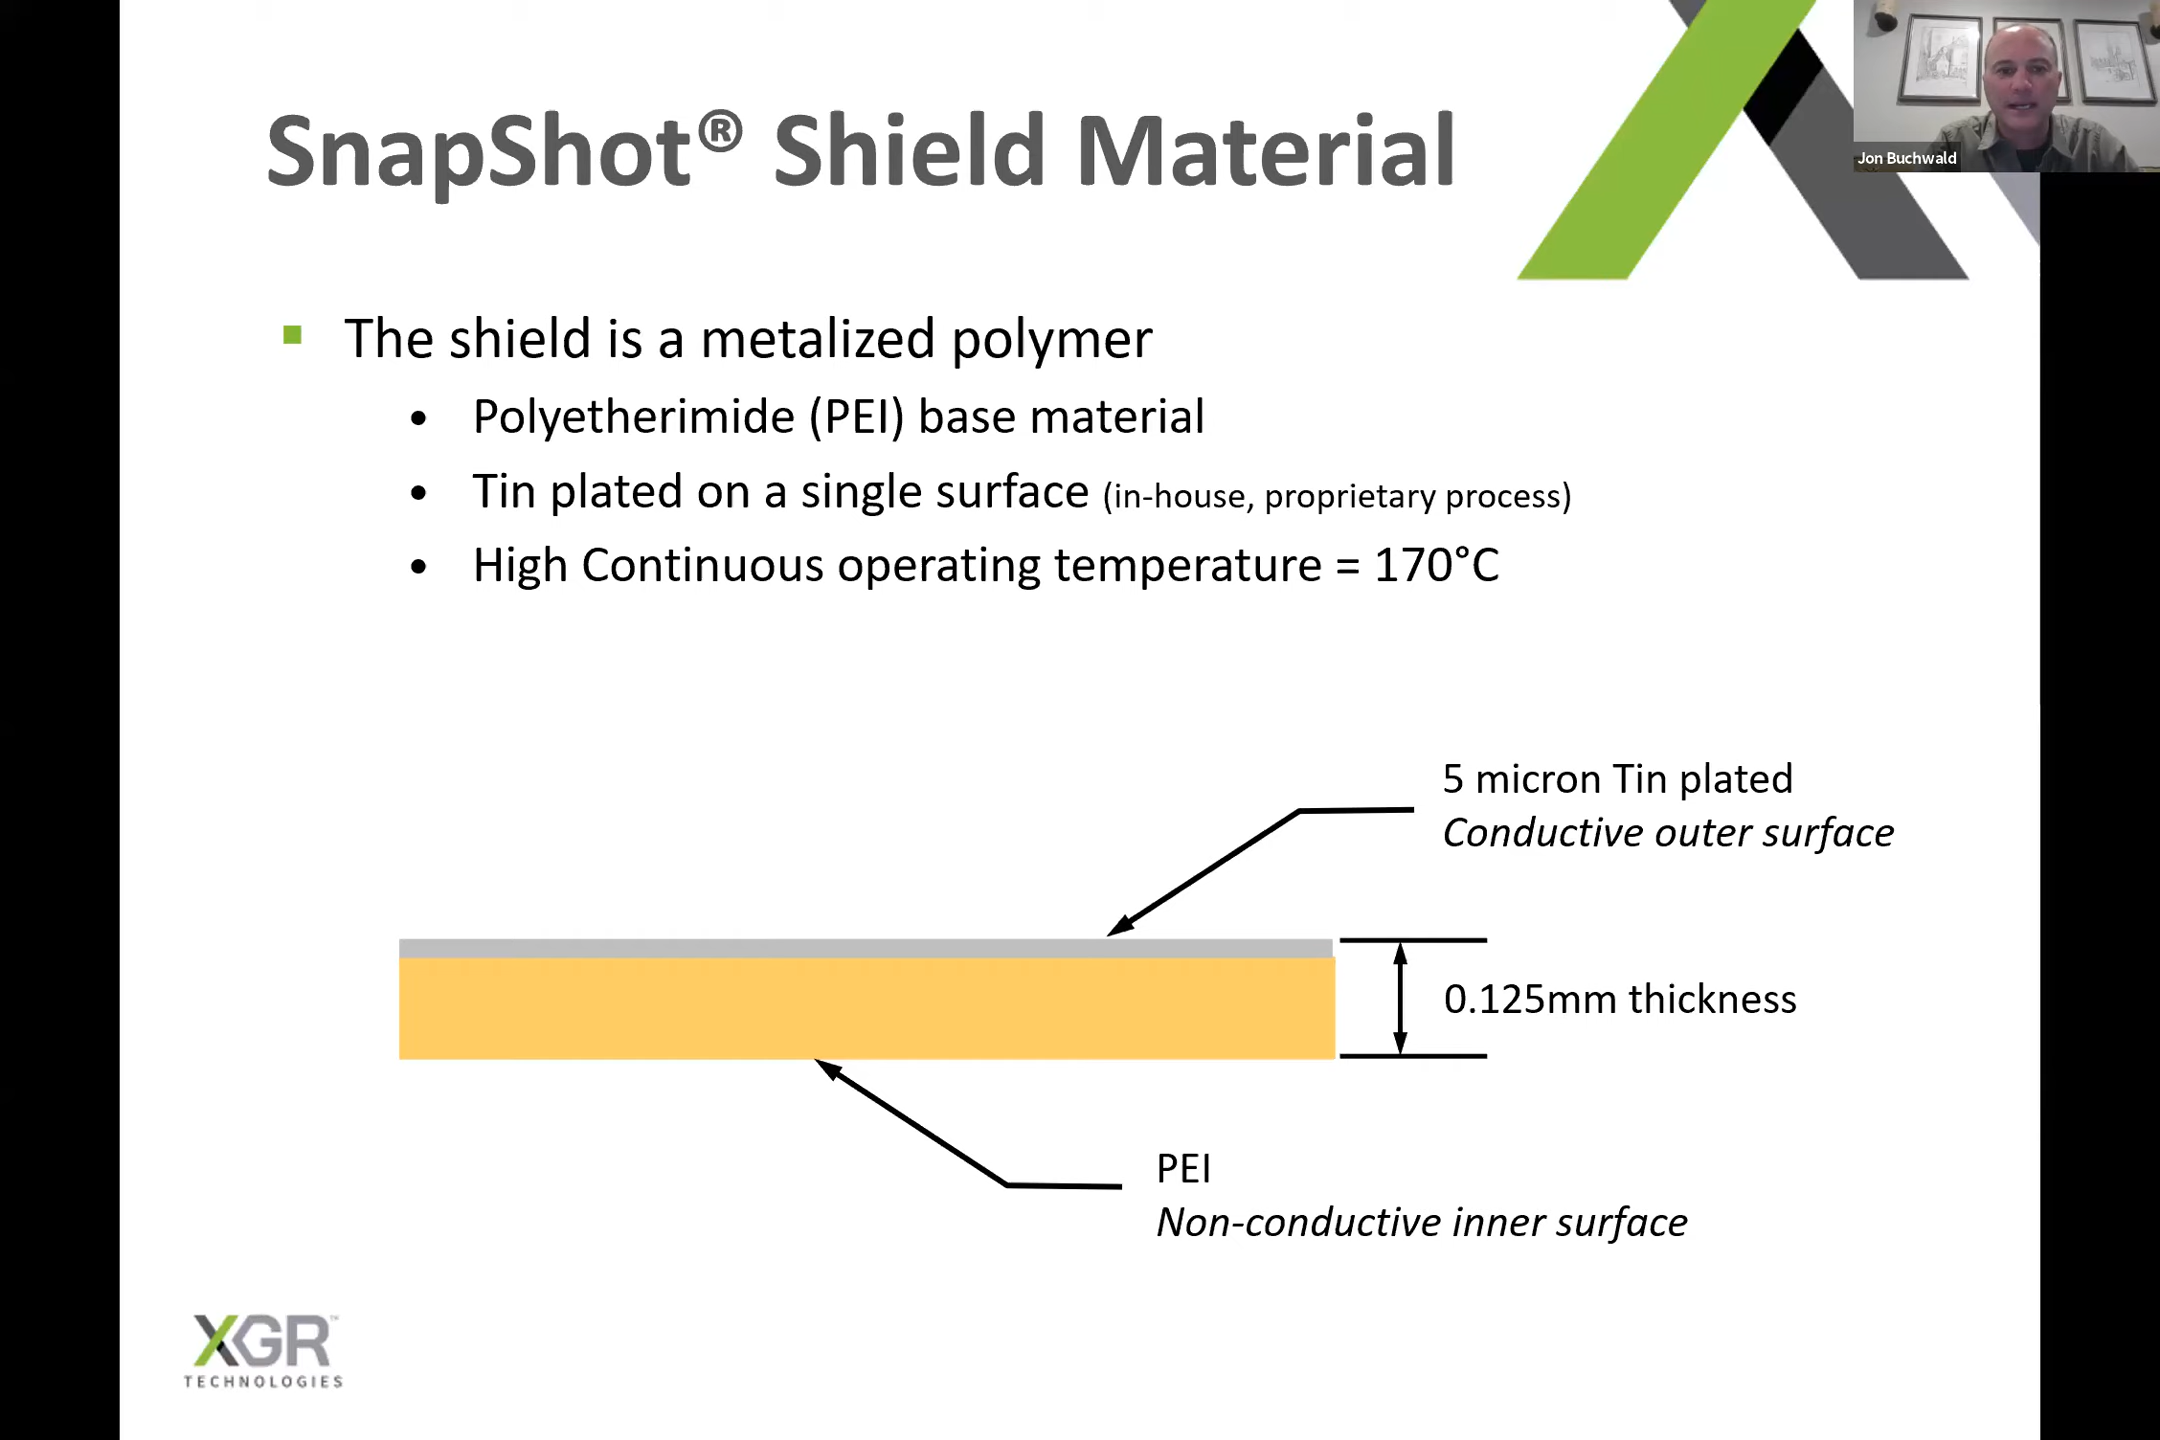 SnapShot® Shield Material
Jon Buchwald
▪ The shield is a metalized polymer
• Polyetherimide (PEI) base material
• Tin plated on a single surface (in-house, proprietary process)
• High Continuous operating temperature = 170°C
5 micron Tin plated
Conductive outer surface
0.125mm thickness
PEI
Non-conductive inner surface
XGR™
TECHNOLOGIES